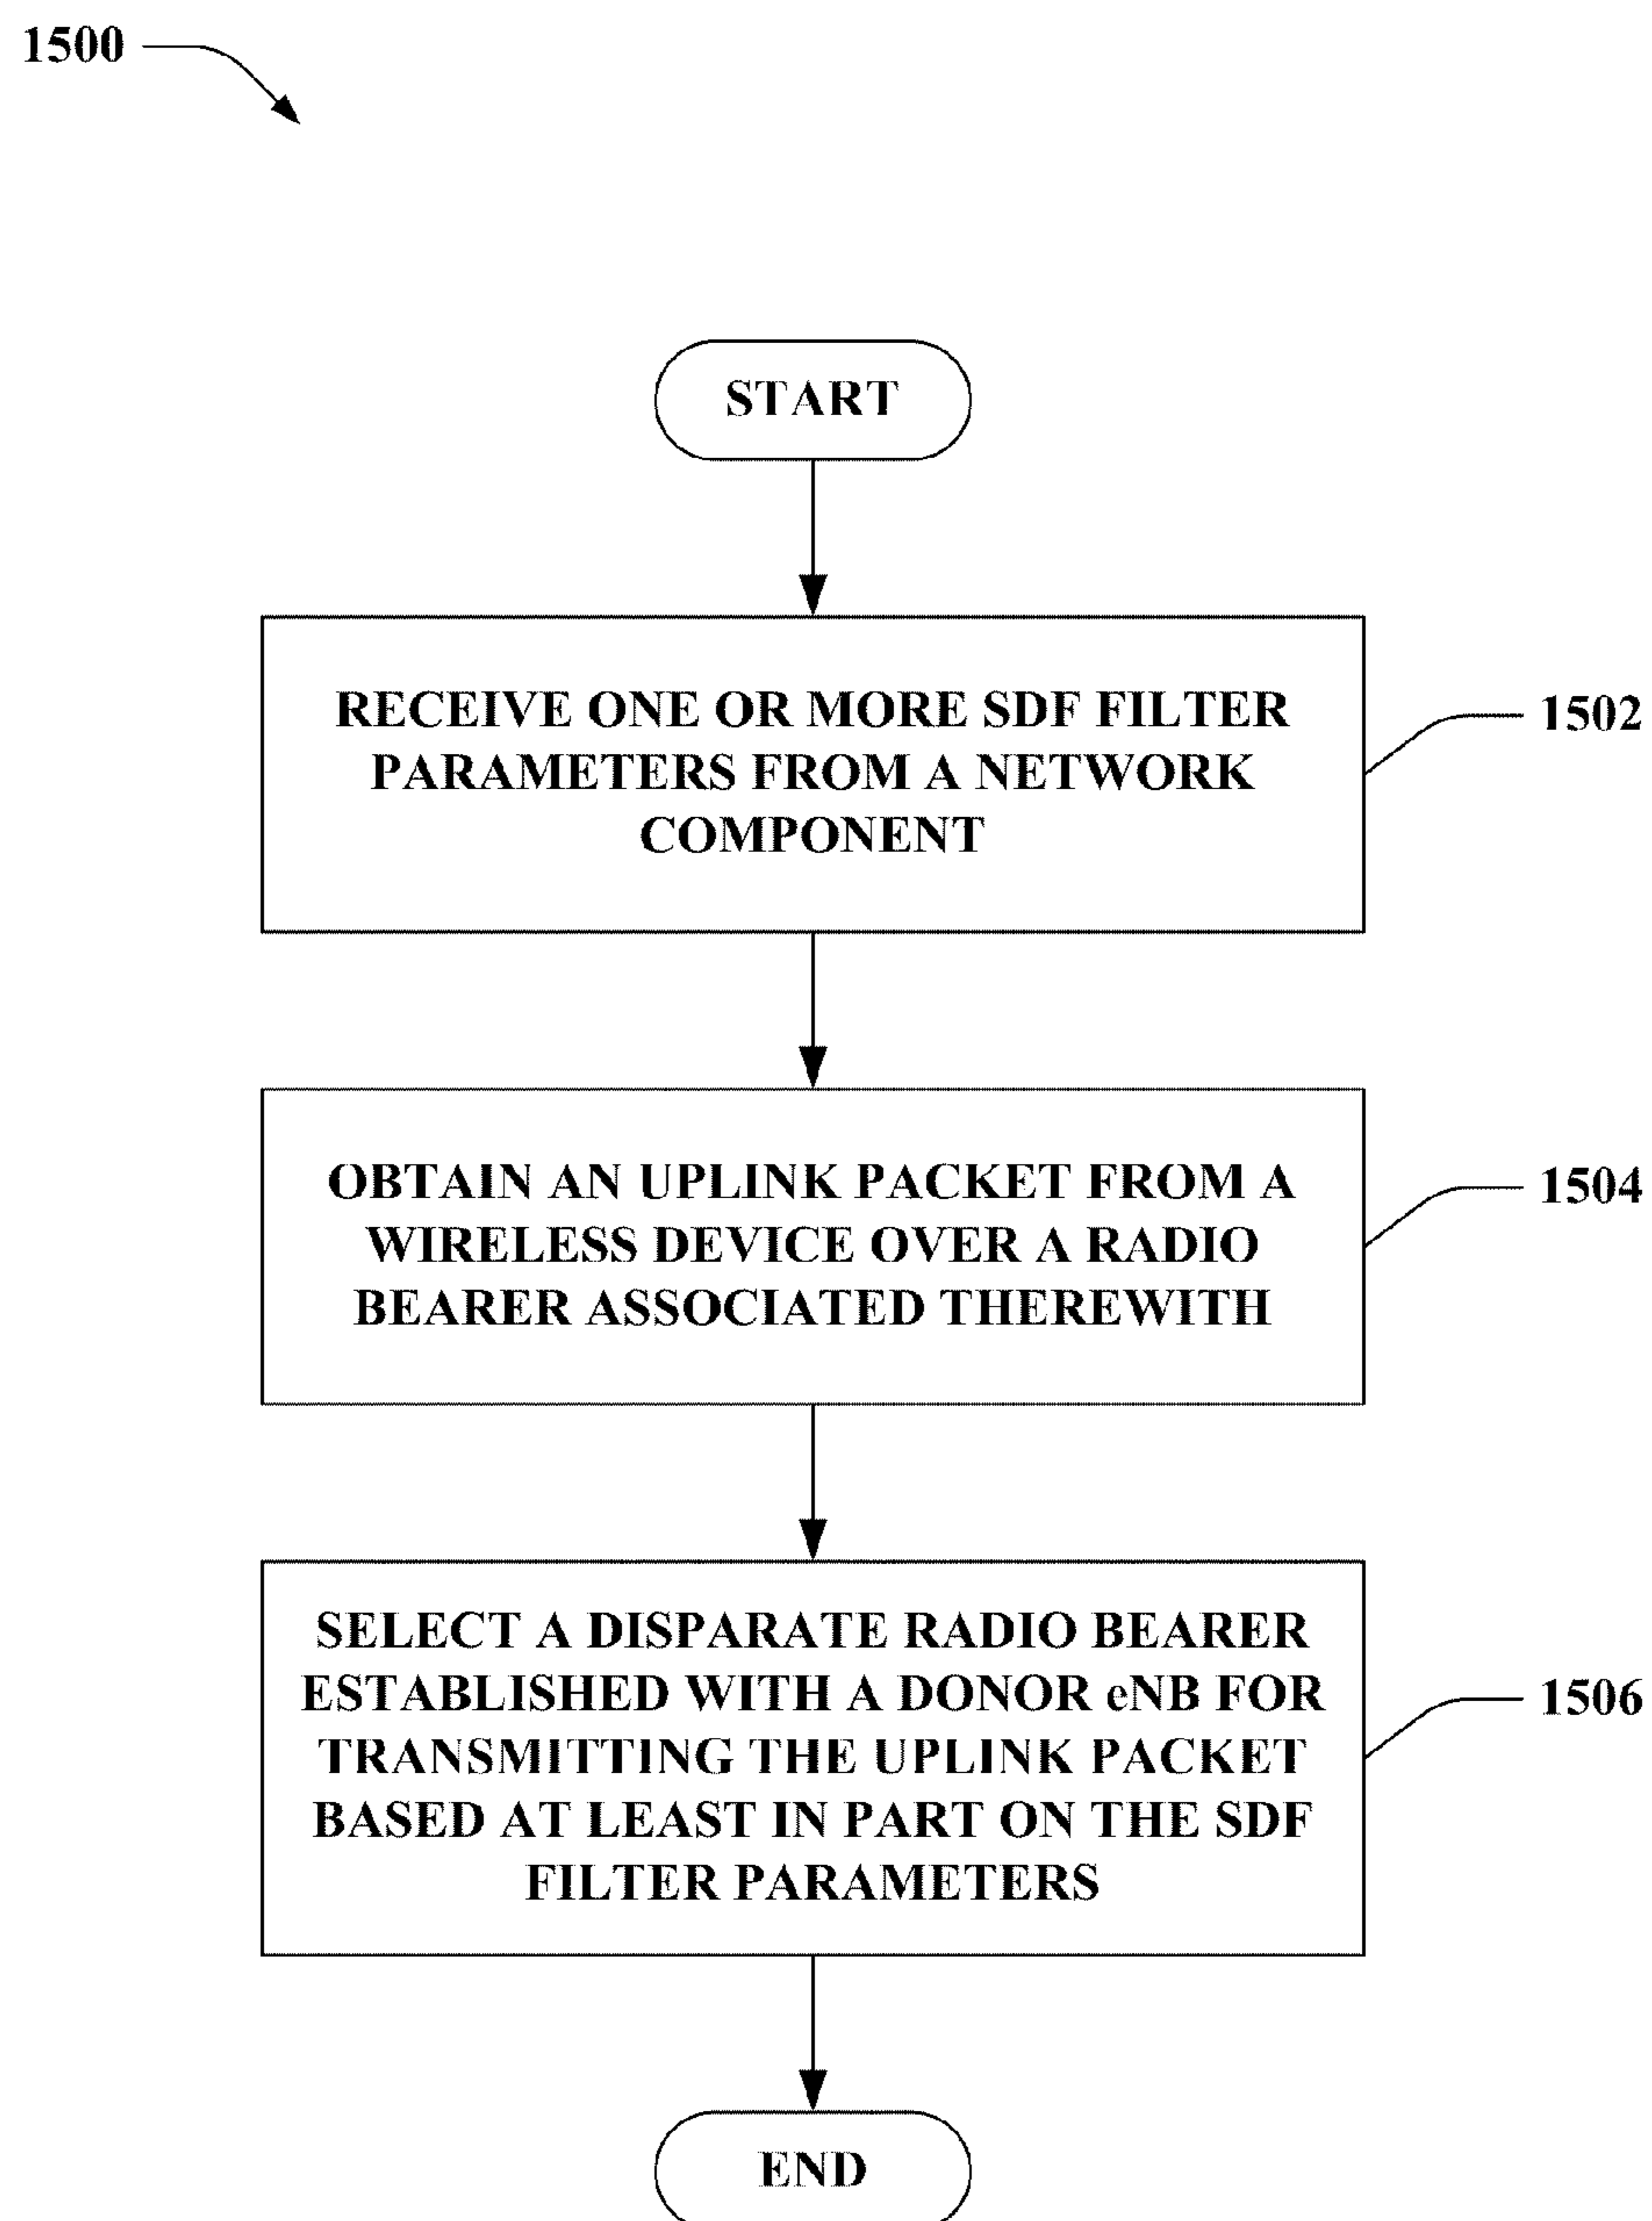 1500
START
RECEIVE ONE OR MORE SDF FILTER
PARAMETERS FROM A NETWORK
COMPONENT
1502
OBTAIN AN UPLINK PACKET FROM A
WIRELESS DEVICE OVER A RADIO
BEARER ASSOCIATED THEREWITH
1504
SELECT A DISPARATE RADIO BEARER
ESTABLISHED WITH A DONOR eNB FOR
TRANSMITTING THE UPLINK PACKET
BASED AT LEAST IN PART ON THE SDF
FILTER PARAMETERS
1506
END